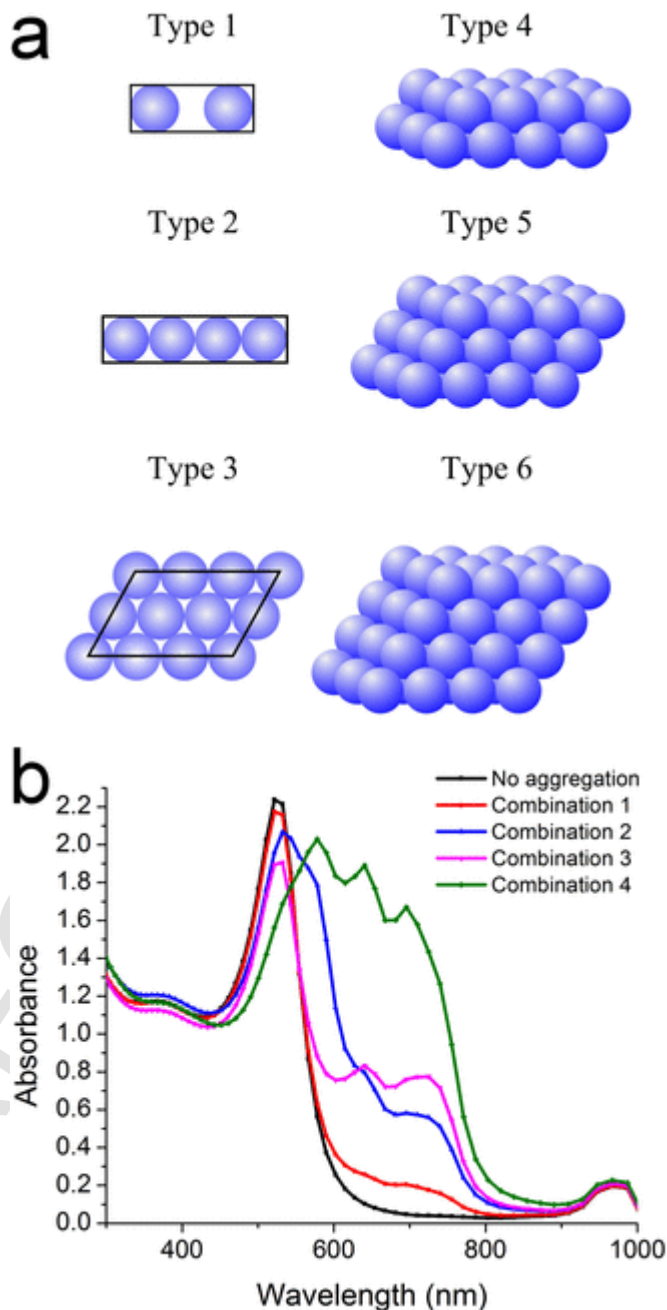 a
Type 1
Type 4
Type 2
Type 5
Type 3
Type 6
b
No aggregation
Combination 1
Combination 2
Combination 3
Combination 4
2.2
2.0
1.8
1.6
1.4
1.2
1.0
0.8
0.6
0.4
0.2
0.0
Absorbance
400 600 800 1000
Wavelength (nm)